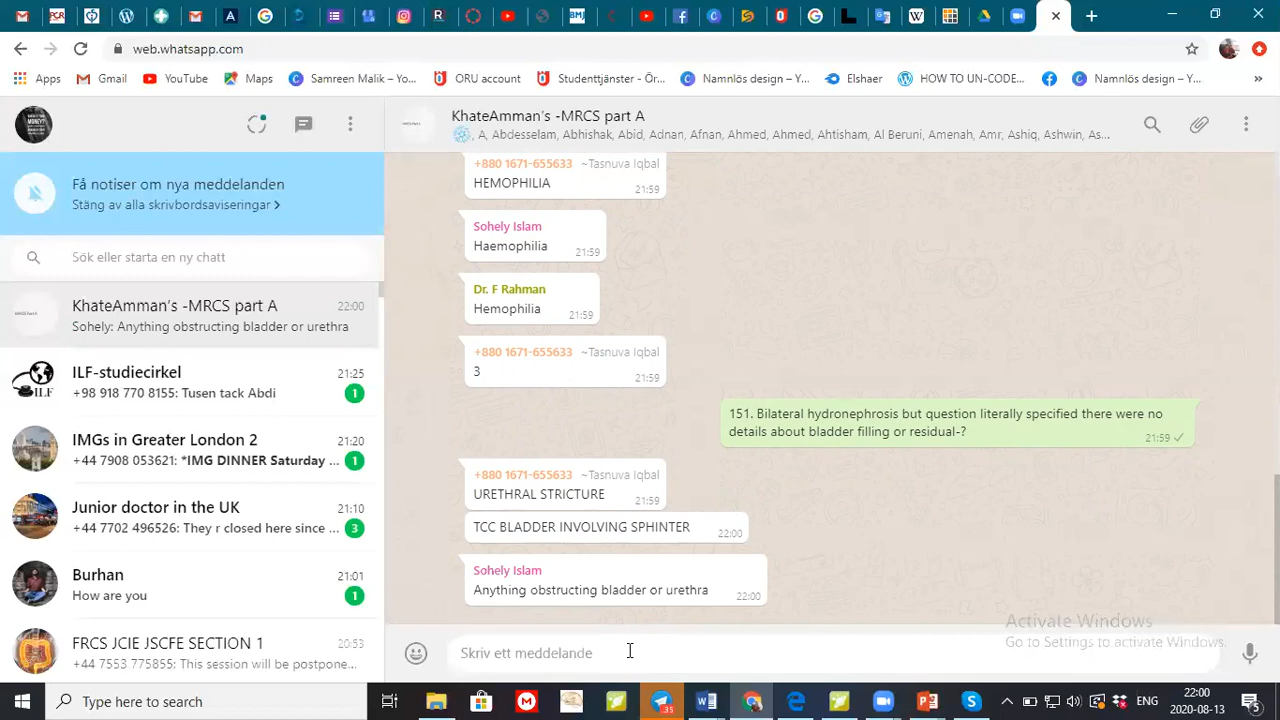 web.whatsapp.com
Apps
Gmail
YouTube
Maps
Samreen Malik – Yo...
ORU account
Studenttjänster - Ör...
Namnlös design – Y...
Elshaer
HOW TO UN-CODE...
Namnlös design – Y...
»
KhateAmman's -MRCS part A
A, Abdesselam, Abhishak, Abid, Adnan, Afnan, Ahmed, Ahmed, Ahtisham, Al Beruni, Amenah, Amr, Ashiq, Ashwin, As...
Få notiser om nya meddelanden
Stäng av alla skrivbordsaviseringar >
Sök eller starta en ny chatt
KhateAmman's -MRCS part A 22:00
Sohely: Anything obstructing bladder or urethra
ILF-studiecirkel 21:25
+98 918 770 8155: Tusen tack Abdi 1
ILF
IMGs in Greater London 2 21:20
+44 7908 053621: *IMG DINNER Saturday ... 1
Junior doctor in the UK 21:10
+44 7702 496526: They r closed here since ... 3
Burhan 21:01
How are you 1
FRCS JCIE JSCFE SECTION 1 20:53
+44 7553 775855: This session will be postpone...
+880 1671-655633 ~Tasnuva Iqbal
HEMOPHILIA 21:59
Sohely Islam
Haemophilia 21:59
Dr. F Rahman
Hemophilia 21:59
+880 1671-655633 ~Tasnuva Iqbal
3 21:59
151. Bilateral hydronephrosis but question literally specified there were no
details about bladder filling or residual-? 21:59
+880 1671-655633 ~Tasnuva Iqbal
URETHRAL STRICTURE 21:59
TCC BLADDER INVOLVING SPHINTER 22:00
Sohely Islam
Anything obstructing bladder or urethra 22:00
Activate Windows
Go to Settings to activate Windows.
Skriv ett meddelande
Type here to search
35
ENG
22:00
2020-08-13
5